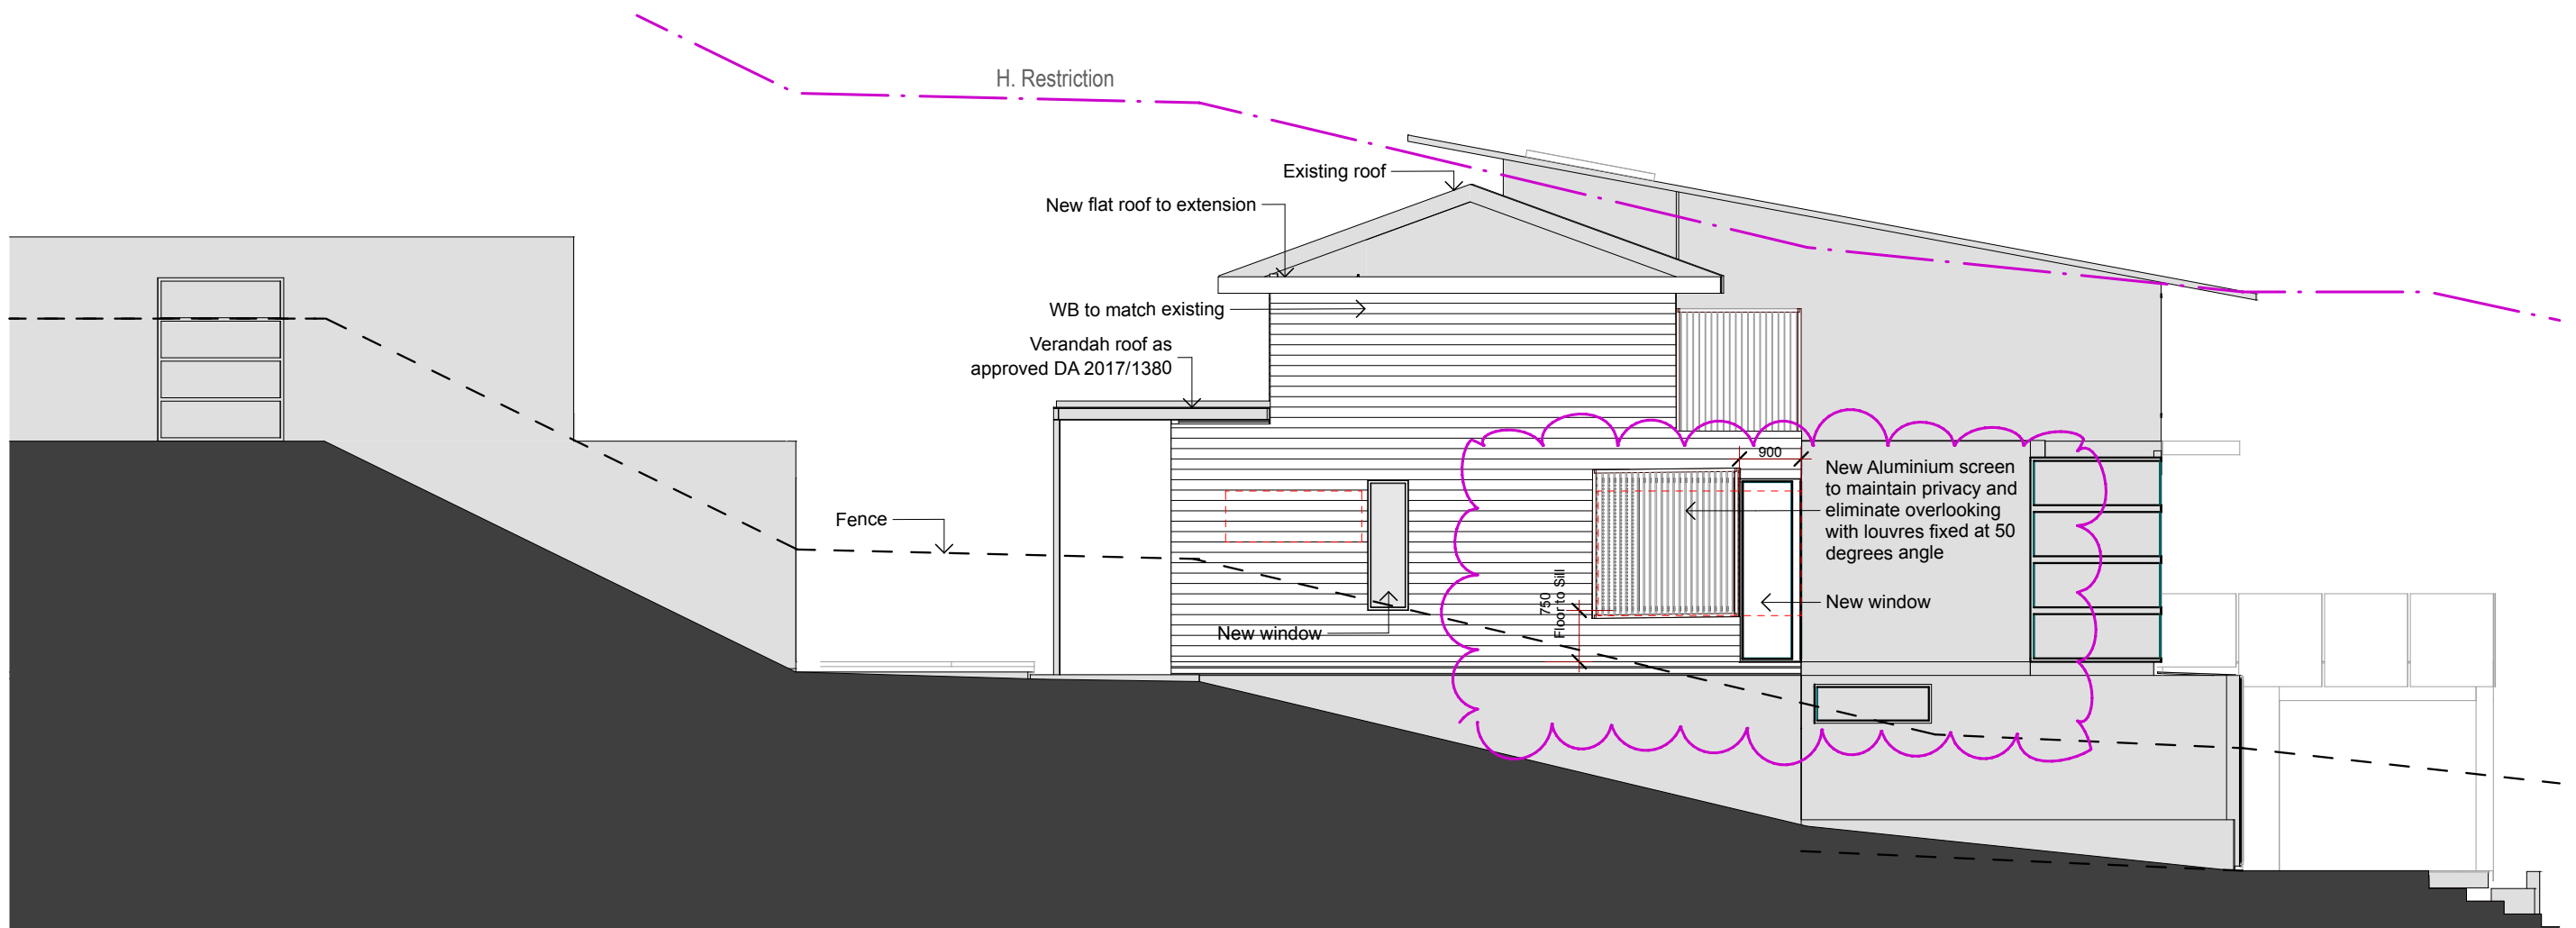 H. Restriction
Existing roof
New flat roof to extension
WB to match existing
Verandah roof as
approved DA 2017/1380
900
New Aluminium screen
to maintain privacy and
eliminate overlooking
with louvres fixed at 50
degrees angle
Fence
750
Floor to Sill
New window
New window